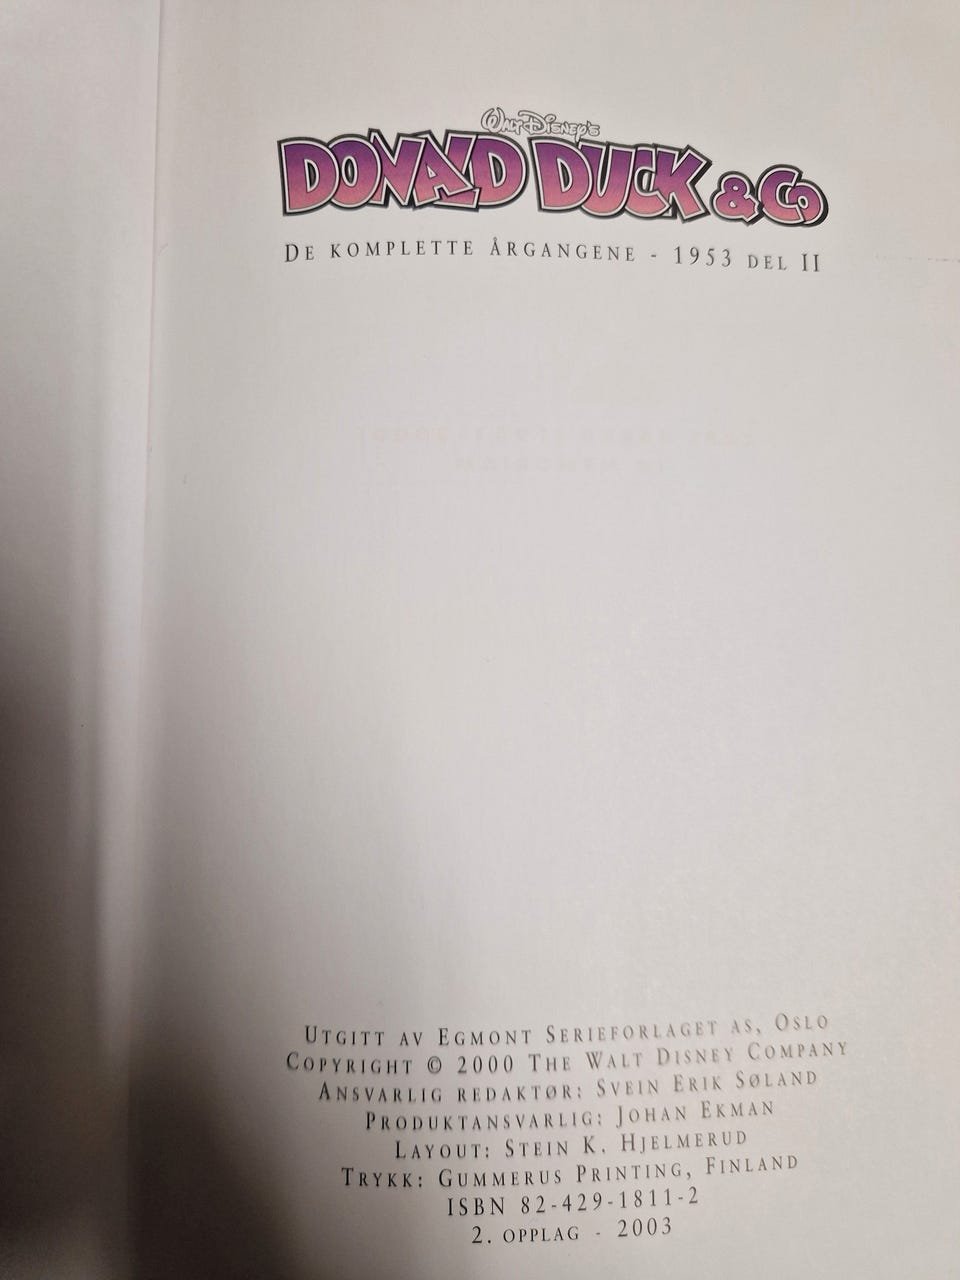 Walt Disney's
DONALD DUCK & Co
DE KOMPLETTE ÅRGANGENE - 1953 DEL II
UTGITT AV EGMONT SERIEFORLAGET AS, OSLO
COPYRIGHT © 2000 THE WALT DISNEY COMPANY
ANSVARLIG REDAKTØR: SVEIN ERIK SØLAND
PRODUKTANSVARLIG: JOHAN EKMAN
LAYOUT: STEIN K. HJELMERUD
TRYKK: GUMMERUS PRINTING, FINLAND
ISBN 82-429-1811-2
2. OPPLAG - 2003